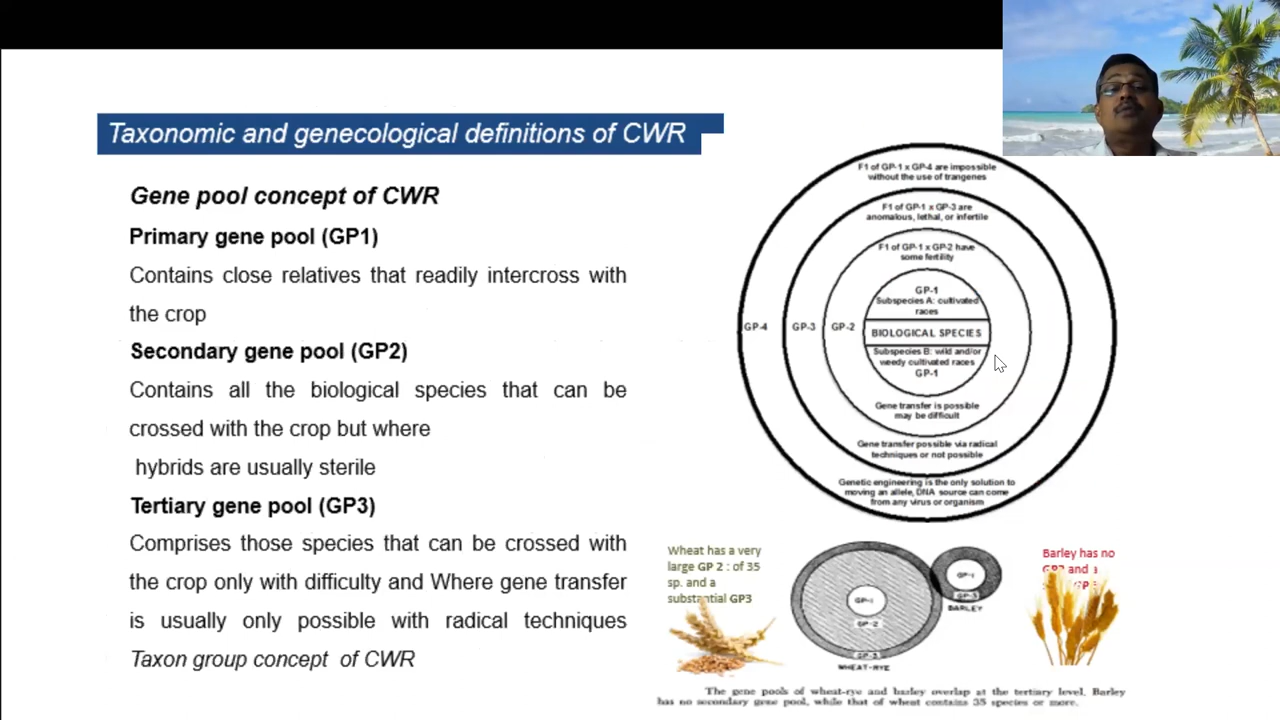 Taxonomic and genecological definitions of CWR
Gene pool concept of CWR
Primary gene pool (GP1)
Contains close relatives that readily intercross with
the crop
Secondary gene pool (GP2)
Contains all the biological species that can be
crossed with the crop but where
hybrids are usually sterile
Tertiary gene pool (GP3)
Comprises those species that can be crossed with
the crop only with difficulty and Where gene transfer
is usually only possible with radical techniques
Taxon group concept of CWR
F1 of GP-1 x GP-4 are impossible
without the use of trangenes
F1 of GP-1 x GP-3 are
anomalous, lethal, or infertile
F1 of GP-1 x GP-2 have
some fertility
GP-1
Subspecies A: cultivated
races
GP-4 GP-3 GP-2 BIOLOGICAL SPECIES
Subspecies B: wild and/or
weedy cultivated races
GP-1
Gene transfer is possible
may be difficult
Gene transfer possible via radical
techniques or not possible
Genetic engineering is the only solution to
moving an allele, DNA source can come
from any virus or organism
Wheat has a very
large GP 2 : of 35
sp. and a
substantial GP3
GP-1
GP-2
GP-3
WHEAT-RYE
GP-1
GP-3
BARLEY
Barley has no
GP2 and a
The gene pools of wheat-rye and barley overlap at the tertiary level. Barley
has no secondary gene pool, while that of wheat contains 35 species or more.